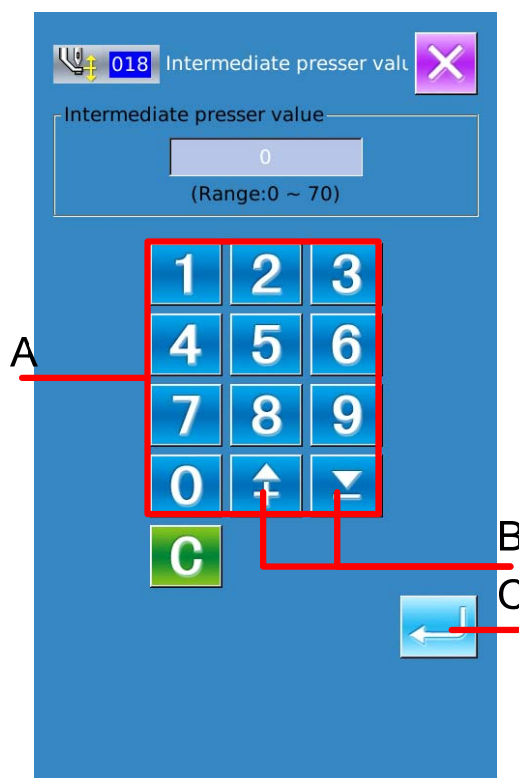 018 Intermediate presser valu
Intermediate presser value
0
(Range:0 ~ 70)
1 2 3
A
4 5 6
7 8 9
0
B
C
C